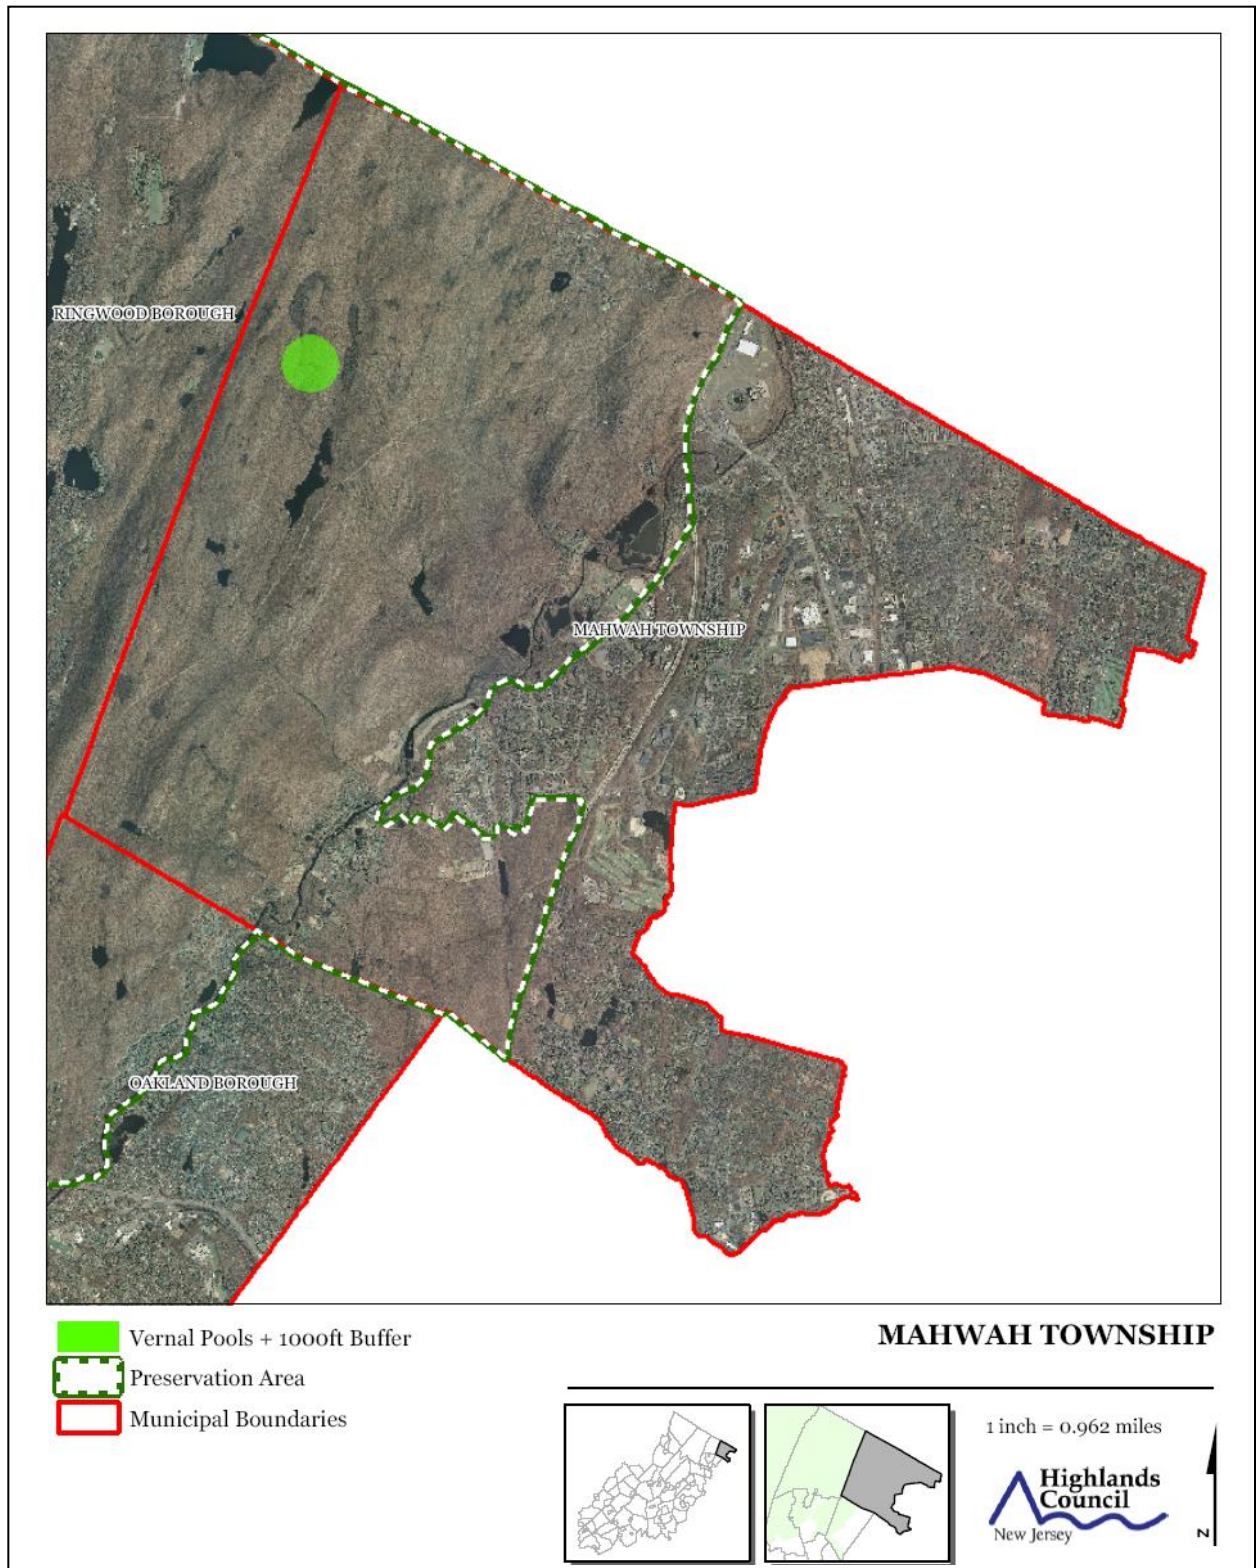 RINGWOOD BOROUGH
MAHWAH TOWNSHIP
OAKLAND BOROUGH
Vernal Pools + 1000ft Buffer
Preservation Area
Municipal Boundaries
MAHWAH TOWNSHIP
1 inch = 0.962 miles
Highlands
Council
New Jersey
N